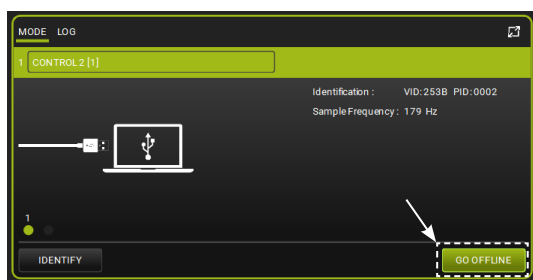 MODE LOG
1 CONTROL 2 [1]
Identification : VID:253B PID:0002
Sample Frequency : 179 Hz
1
IDENTIFY GO OFFLINE